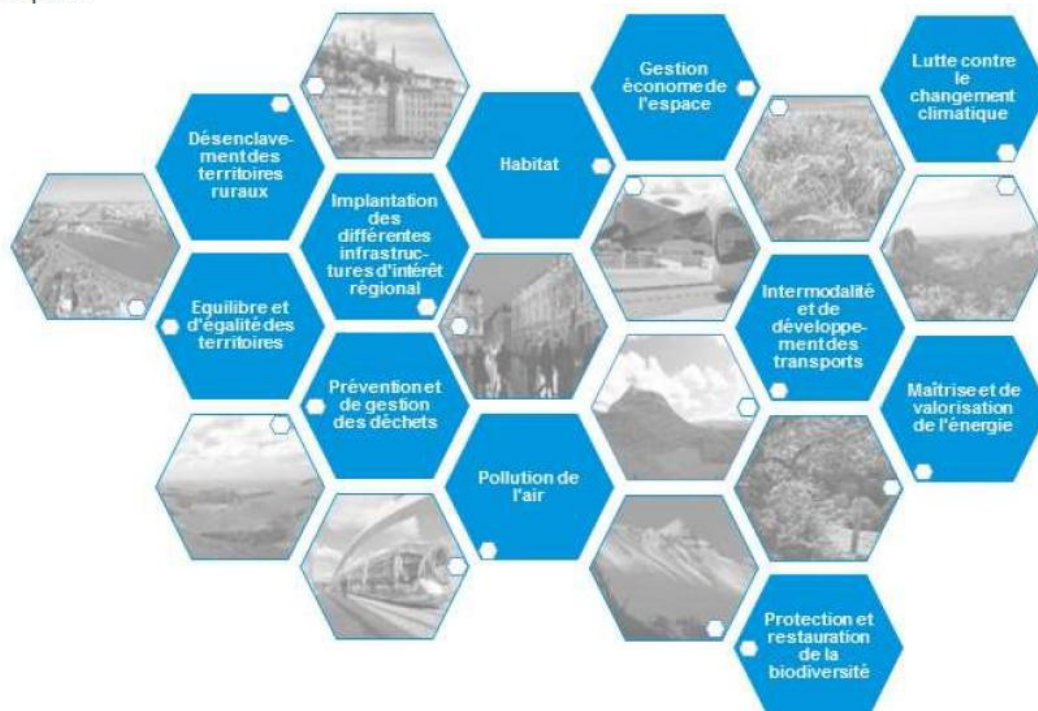 Gestion
économe de
l'espace
Lutte contre
le
changement
climatique
Désenclave-
ment des
territoires
ruraux
Habitat
Implantation
des
différentes
infrastruc-
tures d'intérêt
régional
Equilibre et
d'égalité des
territoires
Intermodalité
et de
développe-
ment des
transports
Prévention et
de gestion
des déchets
Maîtrise et de
valorisation
de l'énergie
Pollution de
l'air
Protection et
restauration
de la
biodiversité